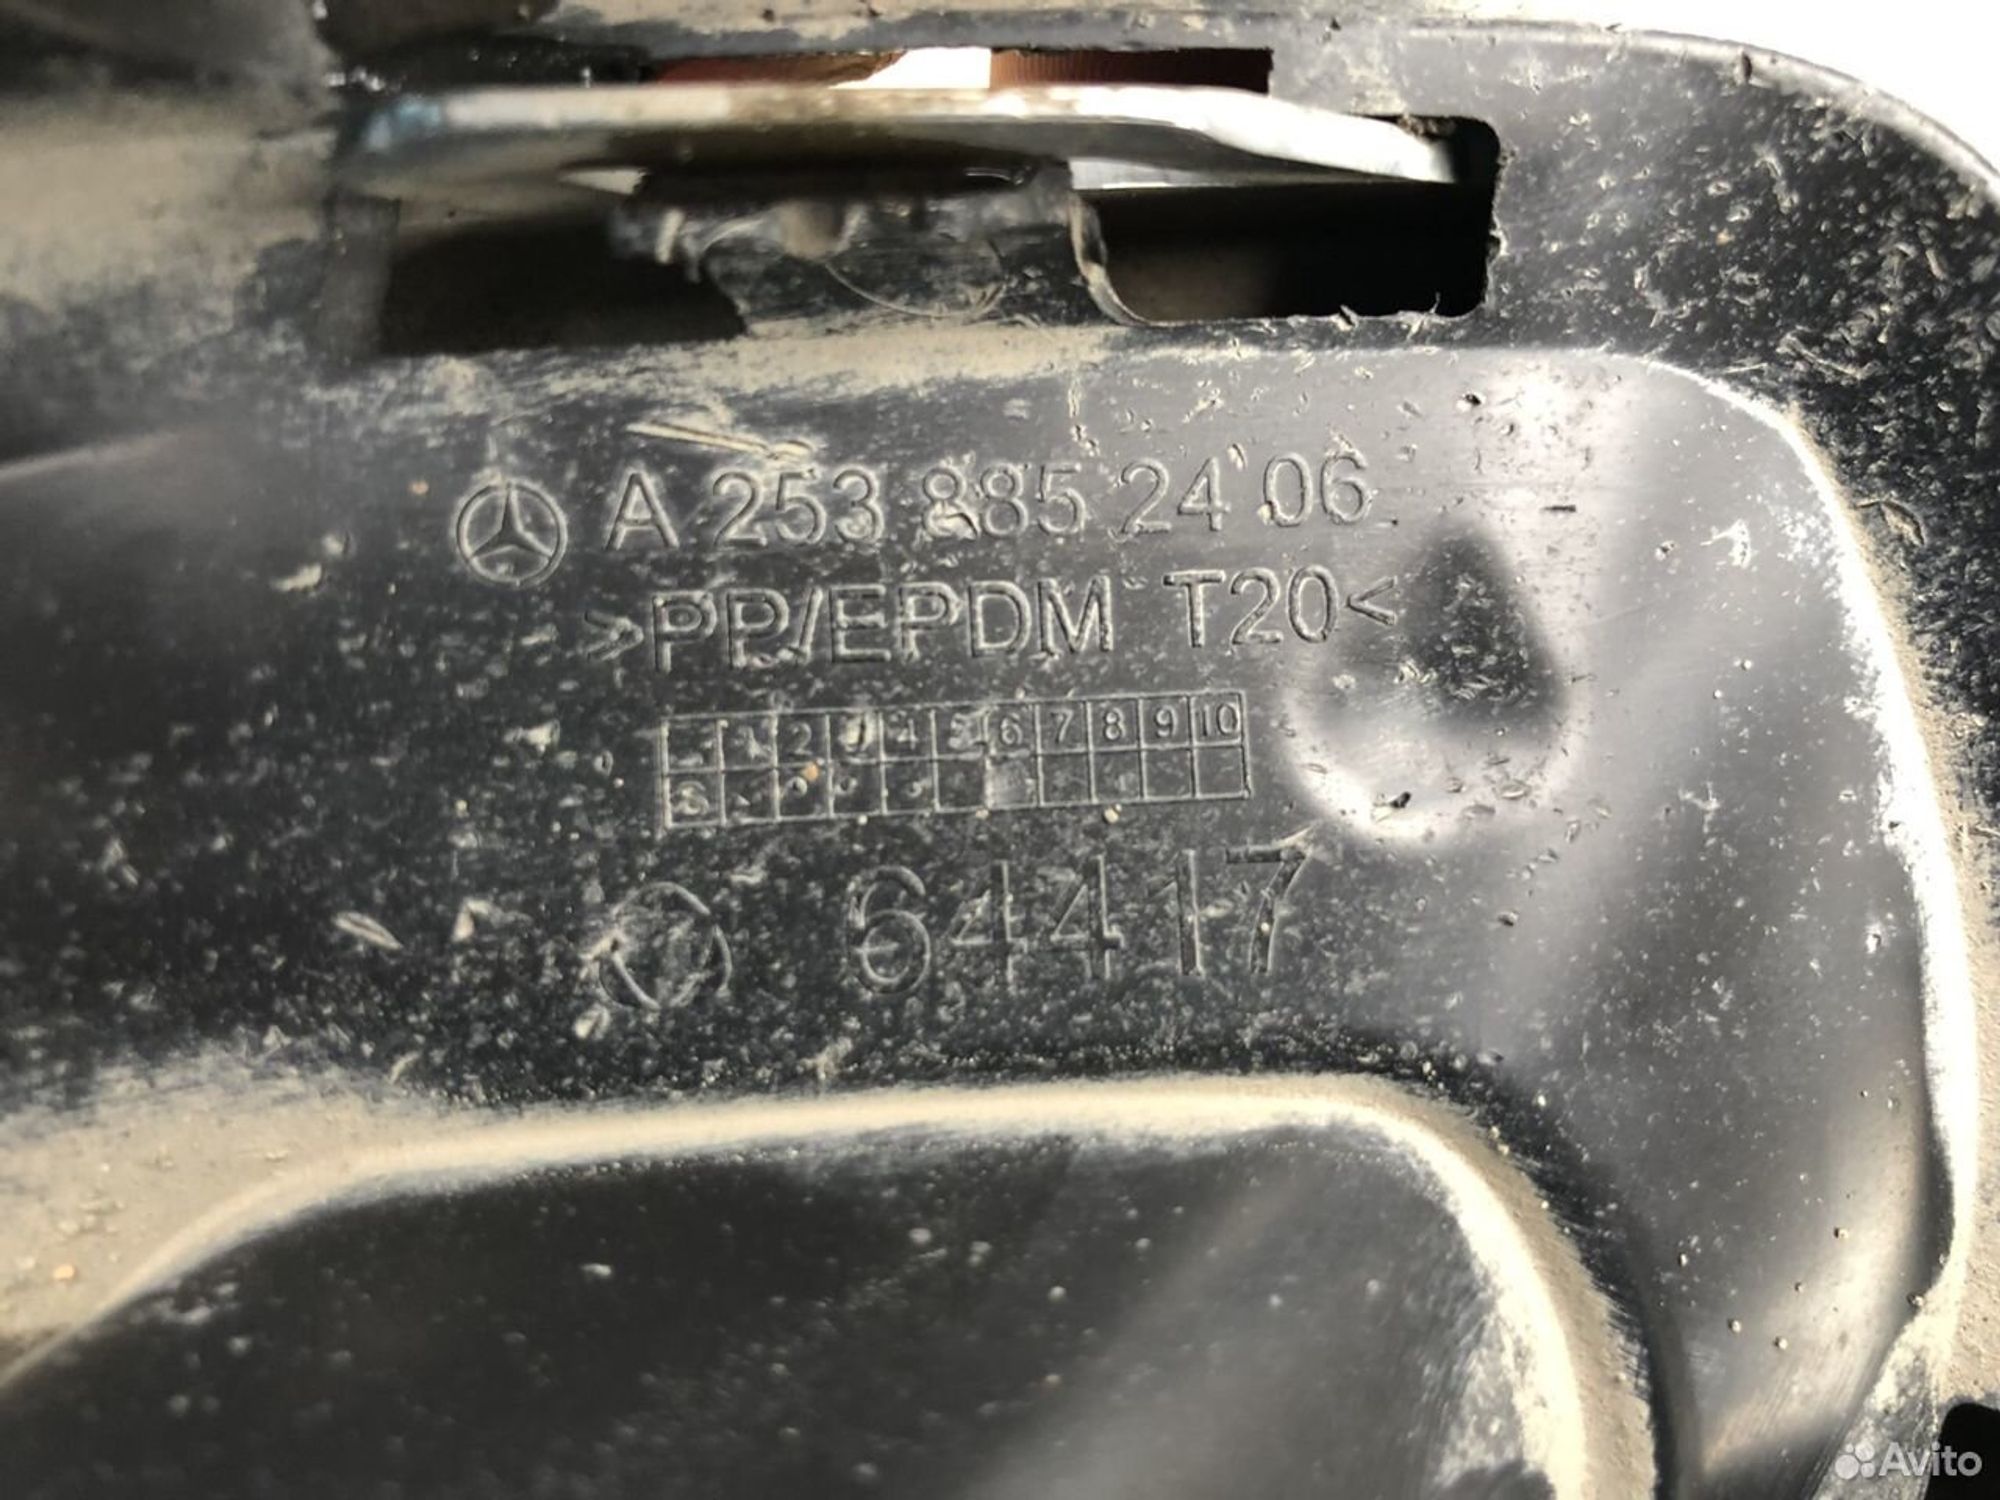 A 253 885 24 06
>PP/EPDM T20<
1 2 3 4 5 6 7 8 9 10
64417
Avito